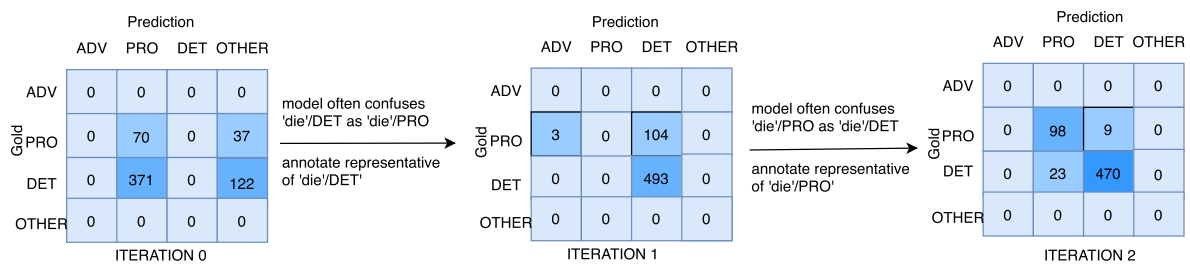 Prediction
ADV PRO DET OTHER
Gold
ADV 0 0 0 0
PRO 0 70 0 37
DET 0 371 0 122
OTHER 0 0 0 0
ITERATION 0
model often confuses
'die'/DET as 'die'/PRO
annotate representative
of 'die'/DET'
Prediction
ADV PRO DET OTHER
Gold
ADV 0 0 0 0
PRO 3 0 104 0
DET 0 0 493 0
OTHER 0 0 0 0
ITERATION 1
model often confuses
'die'/PRO as 'die'/DET
annotate representative
of 'die'/PRO'
Prediction
ADV PRO DET OTHER
Gold
ADV 0 0 0 0
PRO 0 98 9 0
DET 0 23 470 0
OTHER 0 0 0 0
ITERATION 2